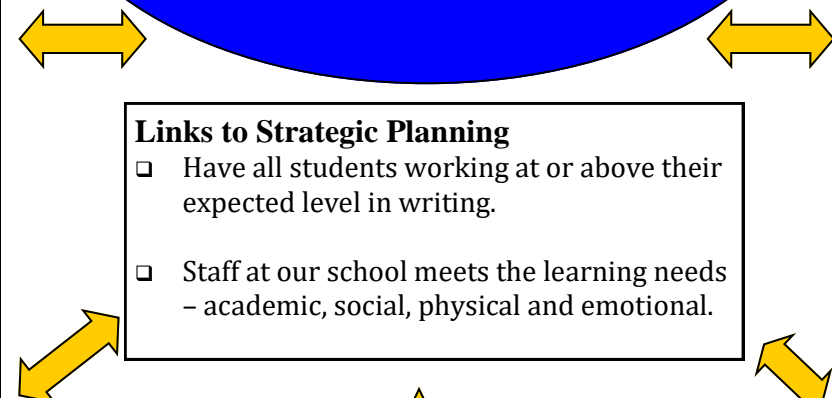 Links to Strategic Planning
❑ Have all students working at or above their
expected level in writing.
❑ Staff at our school meets the learning needs
– academic, social, physical and emotional.